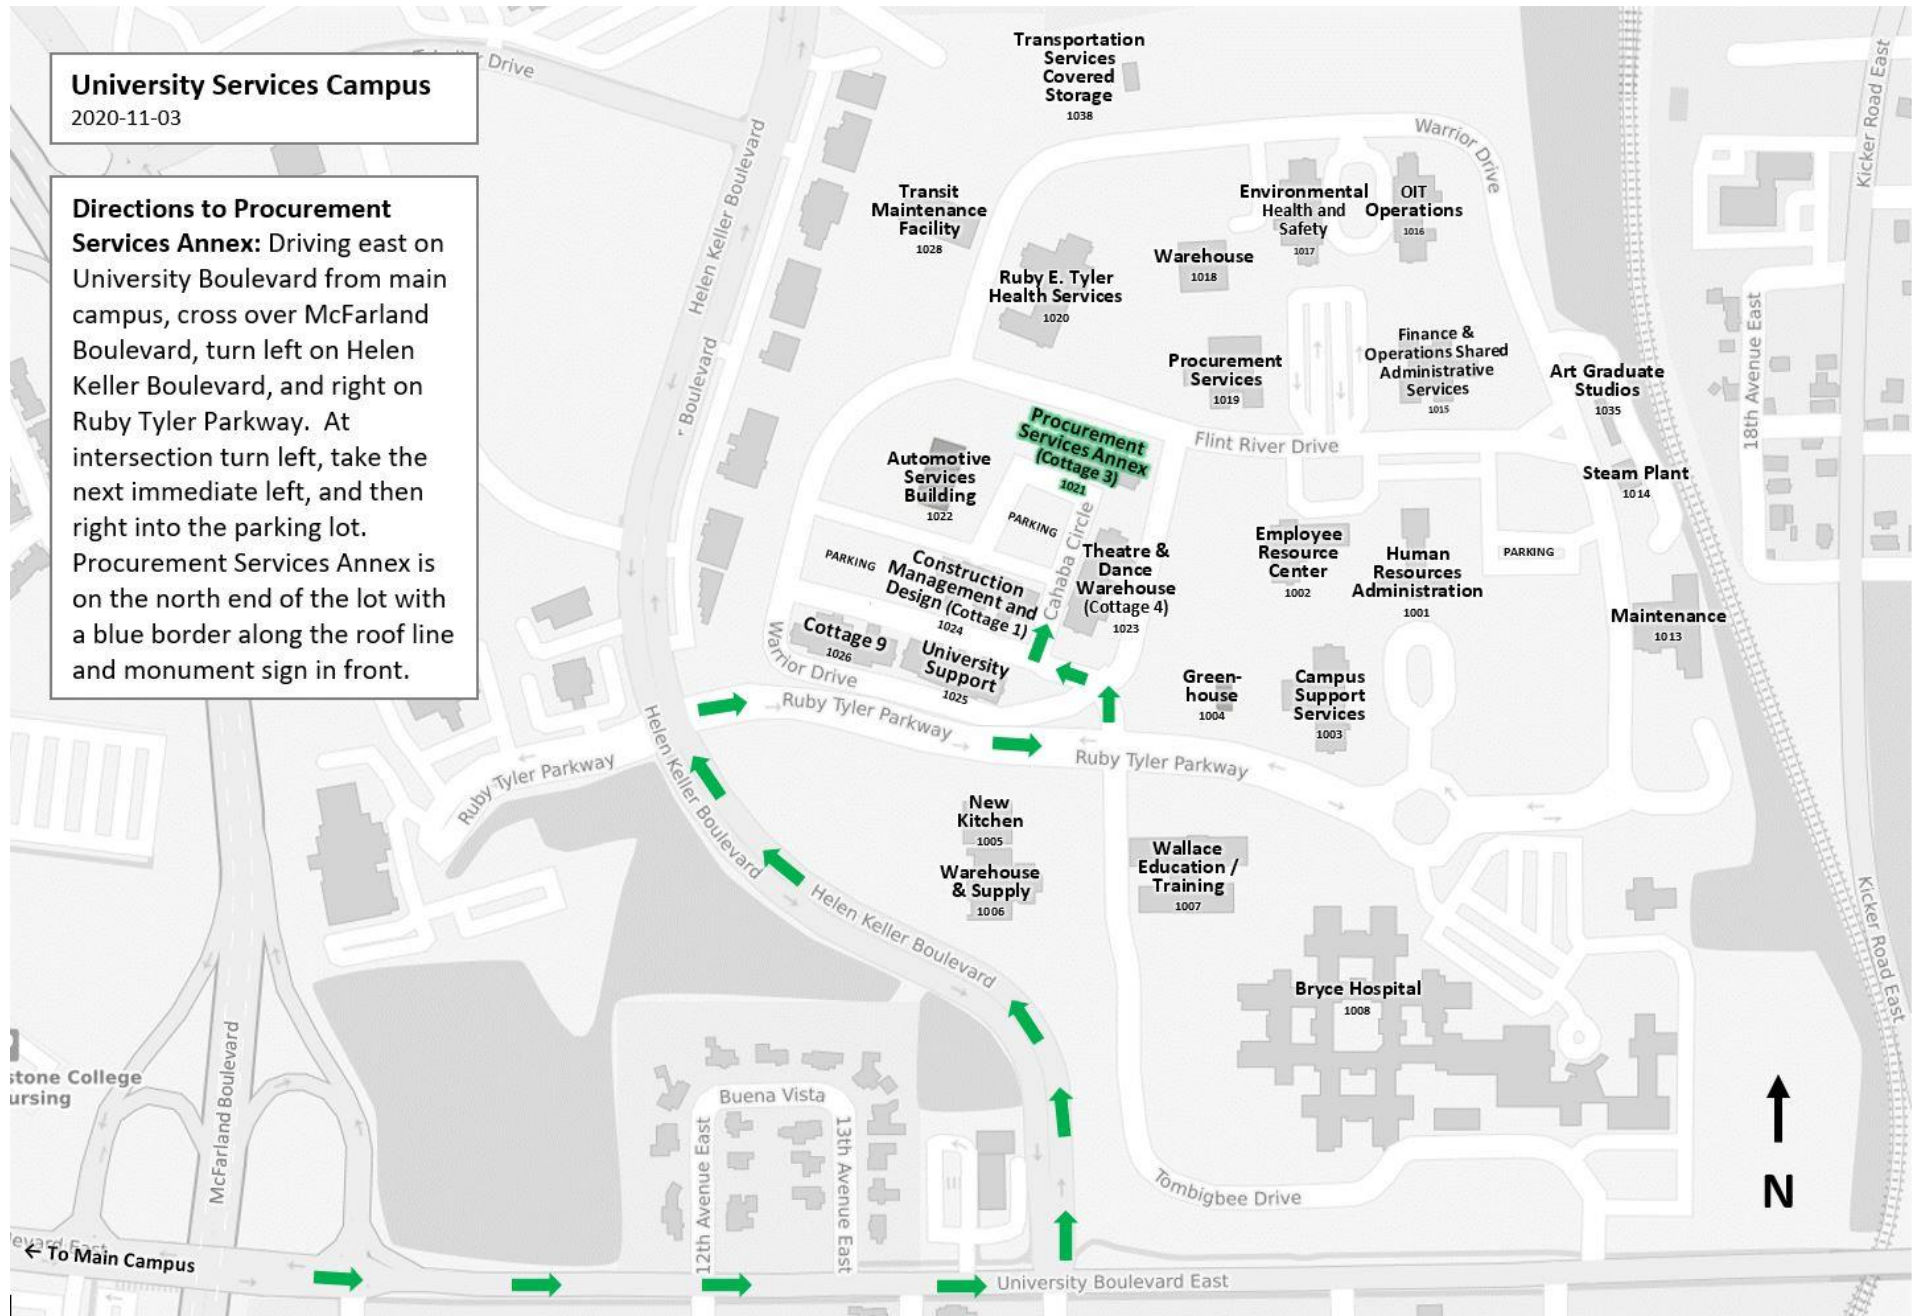 University Services Campus
2020-11-03
Directions to Procurement
Services Annex: Driving east on
University Boulevard from main
campus, cross over McFarland
Boulevard, turn left on Helen
Keller Boulevard, and right on
Ruby Tyler Parkway.  At
intersection turn left, take the
next immediate left, and then
right into the parking lot.
Procurement Services Annex is
on the north end of the lot with
a blue border along the roof line
and monument sign in front.
Drive
Transportation
Services
Covered
Storage
1038
Warrior Drive
Kicker Road East
Helen Keller Boulevard
Boulevard
Transit
Maintenance
Facility
1028
Environmental
Health and
Safety
1017
OIT
Operations
1016
Warehouse
1018
Ruby E. Tyler
Health Services
1020
Procurement
Services
1019
Finance &
Operations Shared
Administrative
Services
1015
Art Graduate
Studios
1035
18th Avenue East
Procurement
Services Annex
(Cottage 3)
1021
Flint River Drive
Automotive
Services
Building
1022
Steam Plant
1014
PARKING
PARKING
Cahaba Circle
Construction
Management and
Design (Cottage 1)
1024
Theatre &
Dance
Warehouse
(Cottage 4)
1023
Employee
Resource
Center
1002
Human
Resources
Administration
1001
PARKING
Maintenance
1013
Cottage 9
1026
University
Support
1025
Warrior Drive
Green-
house
1004
Campus
Support
Services
1003
Ruby Tyler Parkway
Ruby Tyler Parkway
Ruby Tyler Parkway
Helen Keller Boulevard
New
Kitchen
1005
Warehouse
& Supply
1006
Wallace
Education /
Training
1007
Helen Keller Boulevard
Kicker Road East
Bryce Hospital
1008
stone College
ursing
McFarland Boulevard
Buena Vista
12th Avenue East
13th Avenue East
Tombigbee Drive
N
← To Main Campus
University Boulevard East